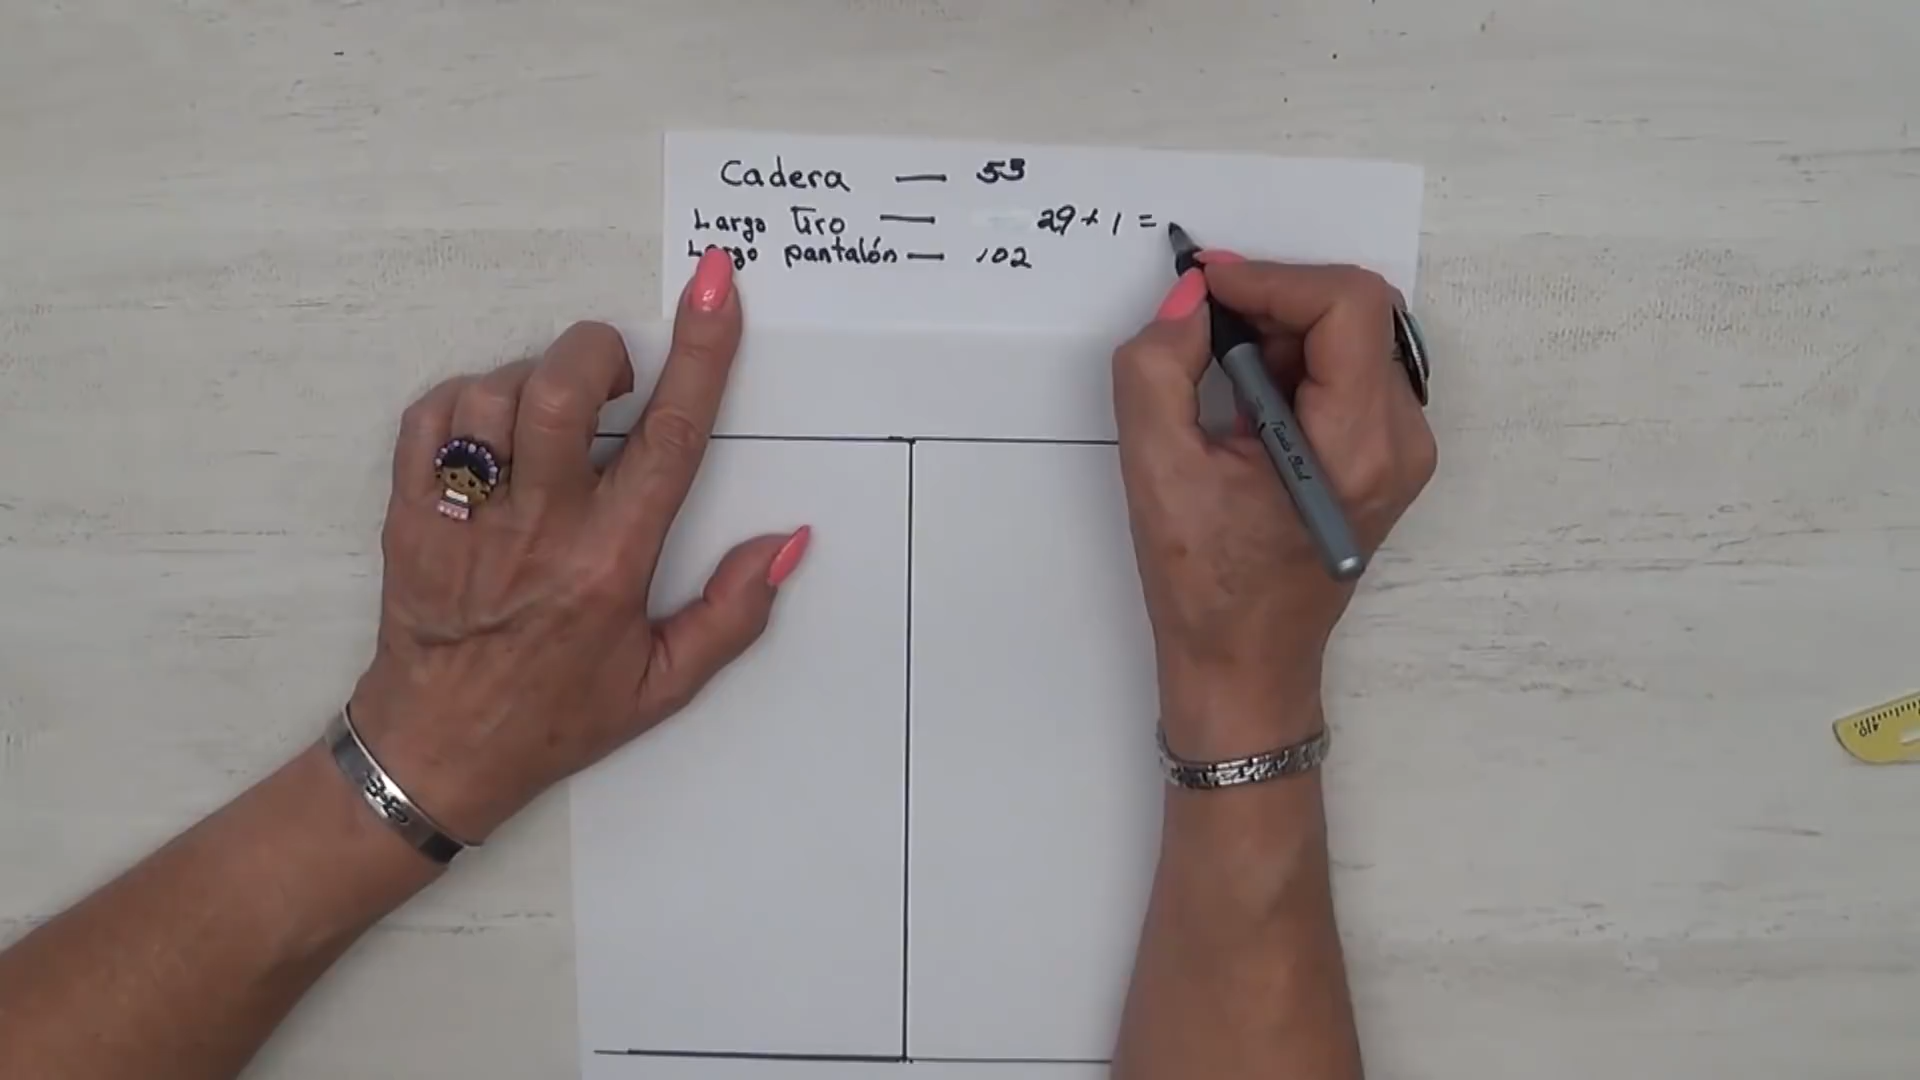 Cadera — 53
Largo tiro — 29 + 1 =
Largo pantalón — 102